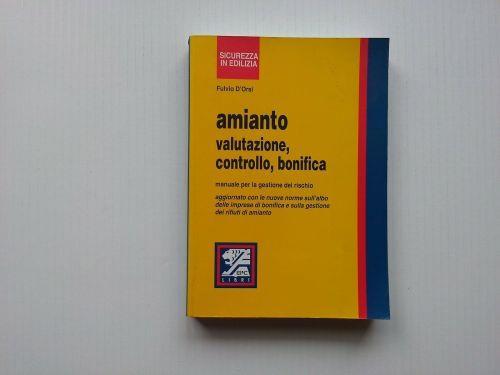 SICUREZZA
IN EDILIZIA
Fulvio D'Orsi
amianto
valutazione,
controllo, bonifica
manuale per la gestione del rischio
aggiornato con le nuove norme sull'albo
delle imprese di bonifica e sulla gestione
dei rifiuti di amianto
EPC
LIBRI